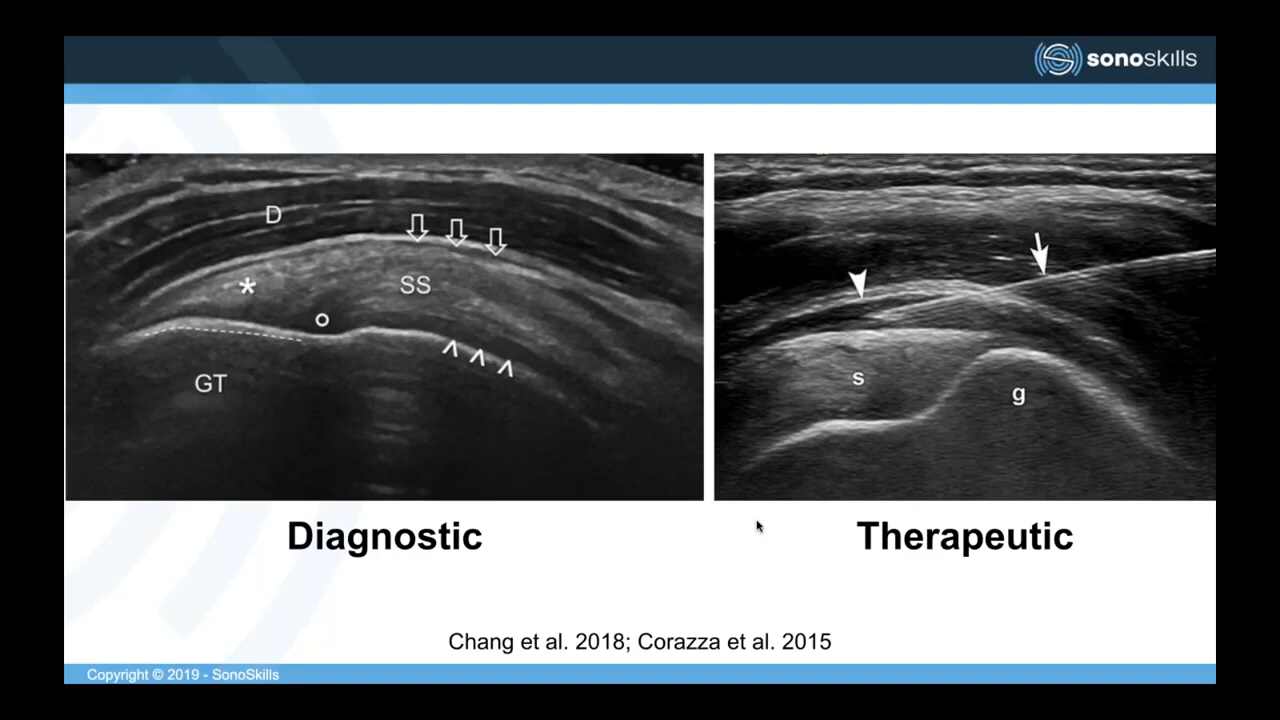 sonoskills
D
*
SS
o
^ ^ ^
GT
s
g
Diagnostic
Therapeutic
Chang et al. 2018; Corazza et al. 2015
Copyright © 2019 - SonoSkills